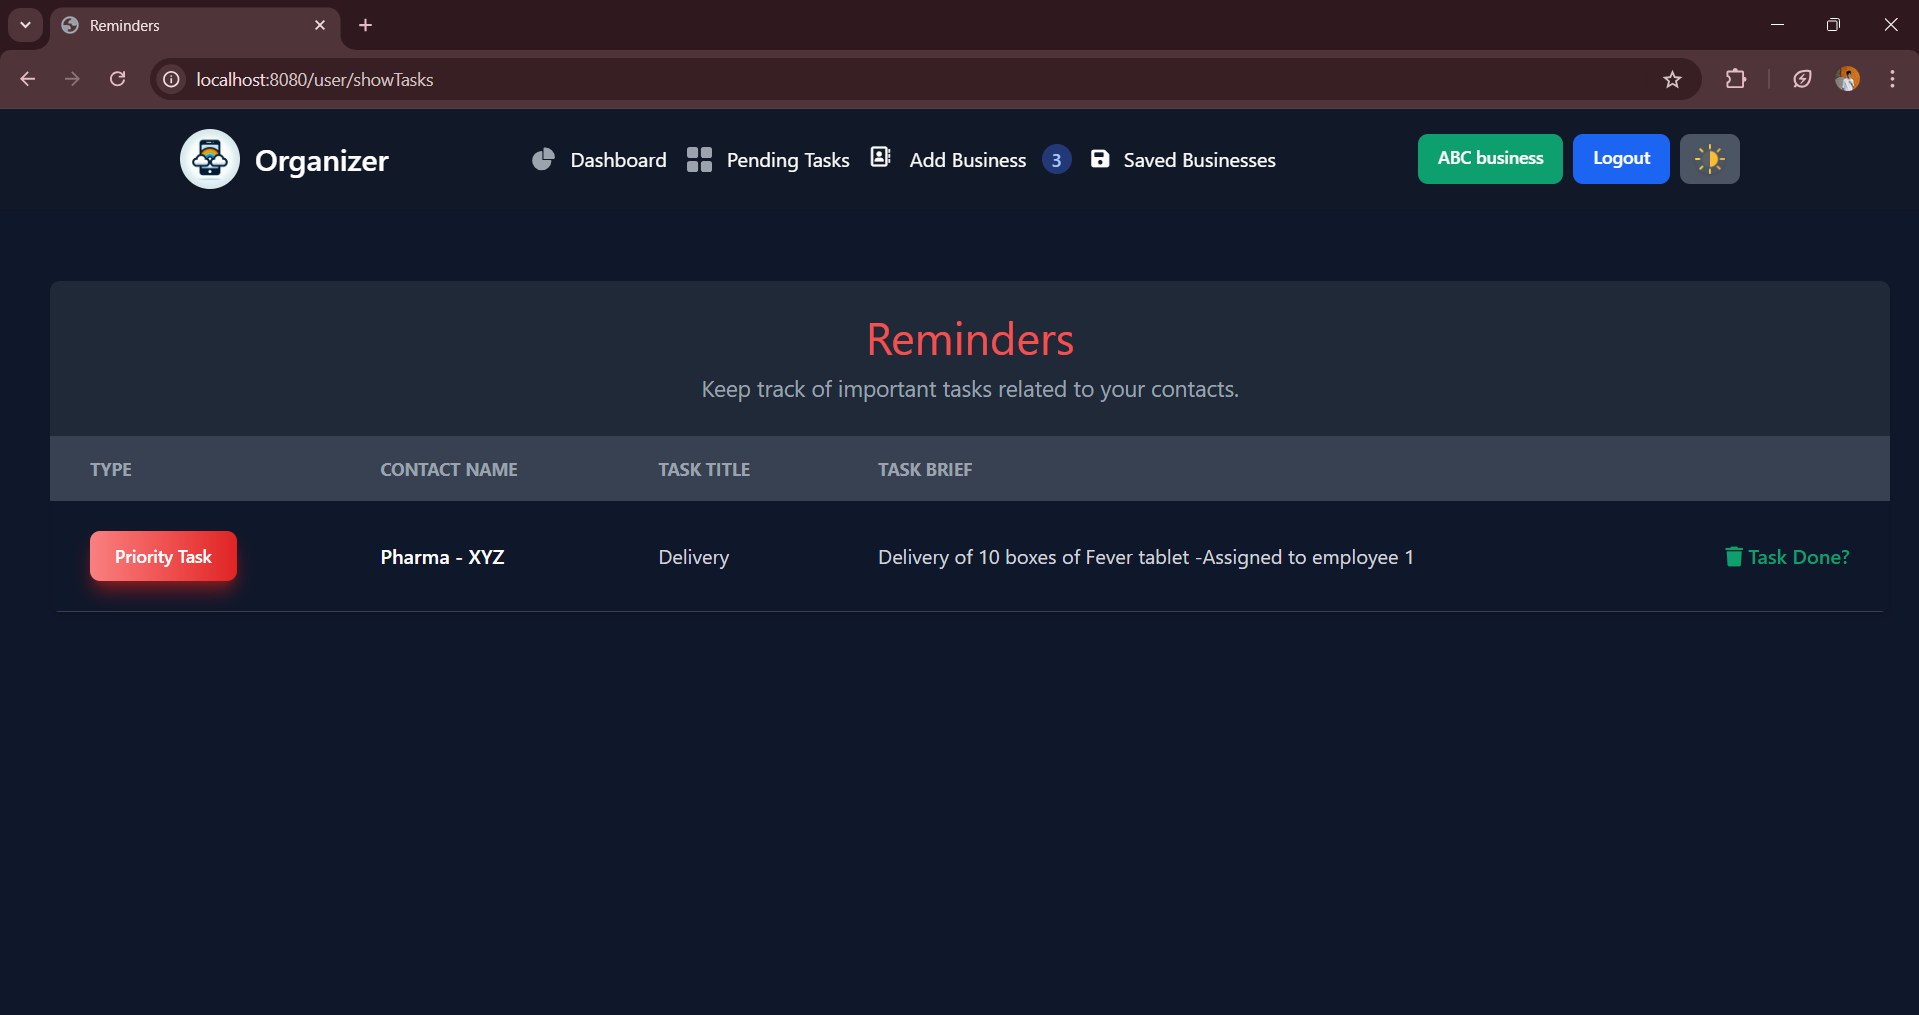 Reminders
localhost:8080/user/showTasks
Organizer
Dashboard
Pending Tasks
Add Business
3
Saved Businesses
ABC business
Logout
Reminders
Keep track of important tasks related to your contacts.
TYPE CONTACT NAME TASK TITLE TASK BRIEF
Priority Task Pharma - XYZ Delivery Delivery of 10 boxes of Fever tablet -Assigned to employee 1 Task Done?